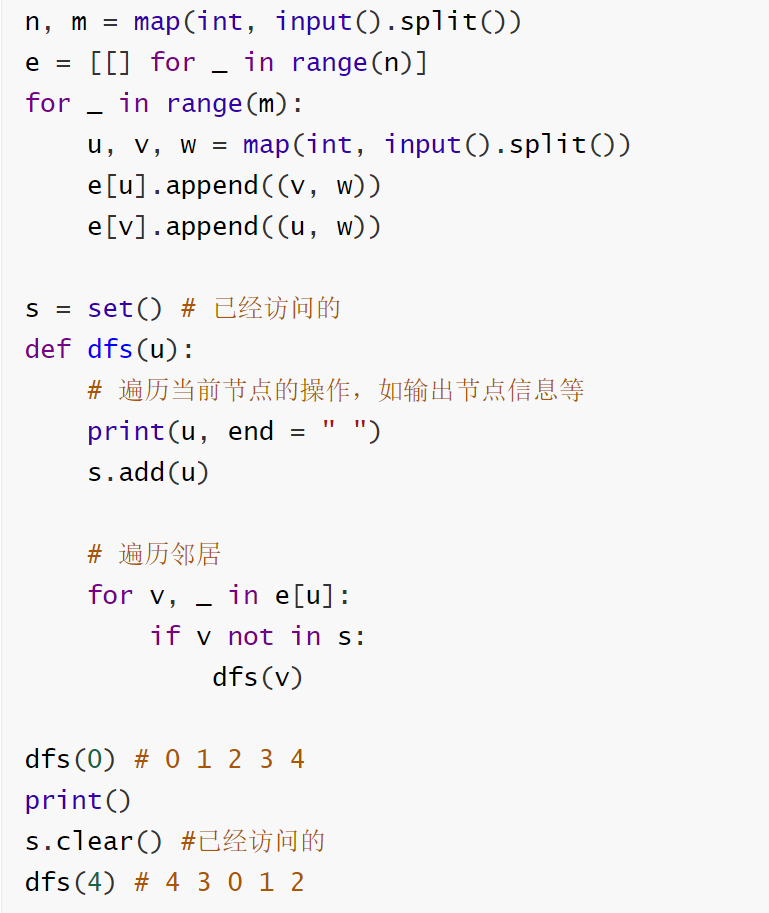 n, m = map(int, input().split())
e = [[] for _ in range(n)]
for _ in range(m):
    u, v, w = map(int, input().split())
    e[u].append((v, w))
    e[v].append((u, w))

s = set() # 已经访问的
def dfs(u):
    # 遍历当前节点的操作，如输出节点信息等
    print(u, end = " ")
    s.add(u)

    # 遍历邻居
    for v, _ in e[u]:
        if v not in s:
            dfs(v)

dfs(0) # 0 1 2 3 4
print()
s.clear() #已经访问的
dfs(4) # 4 3 0 1 2